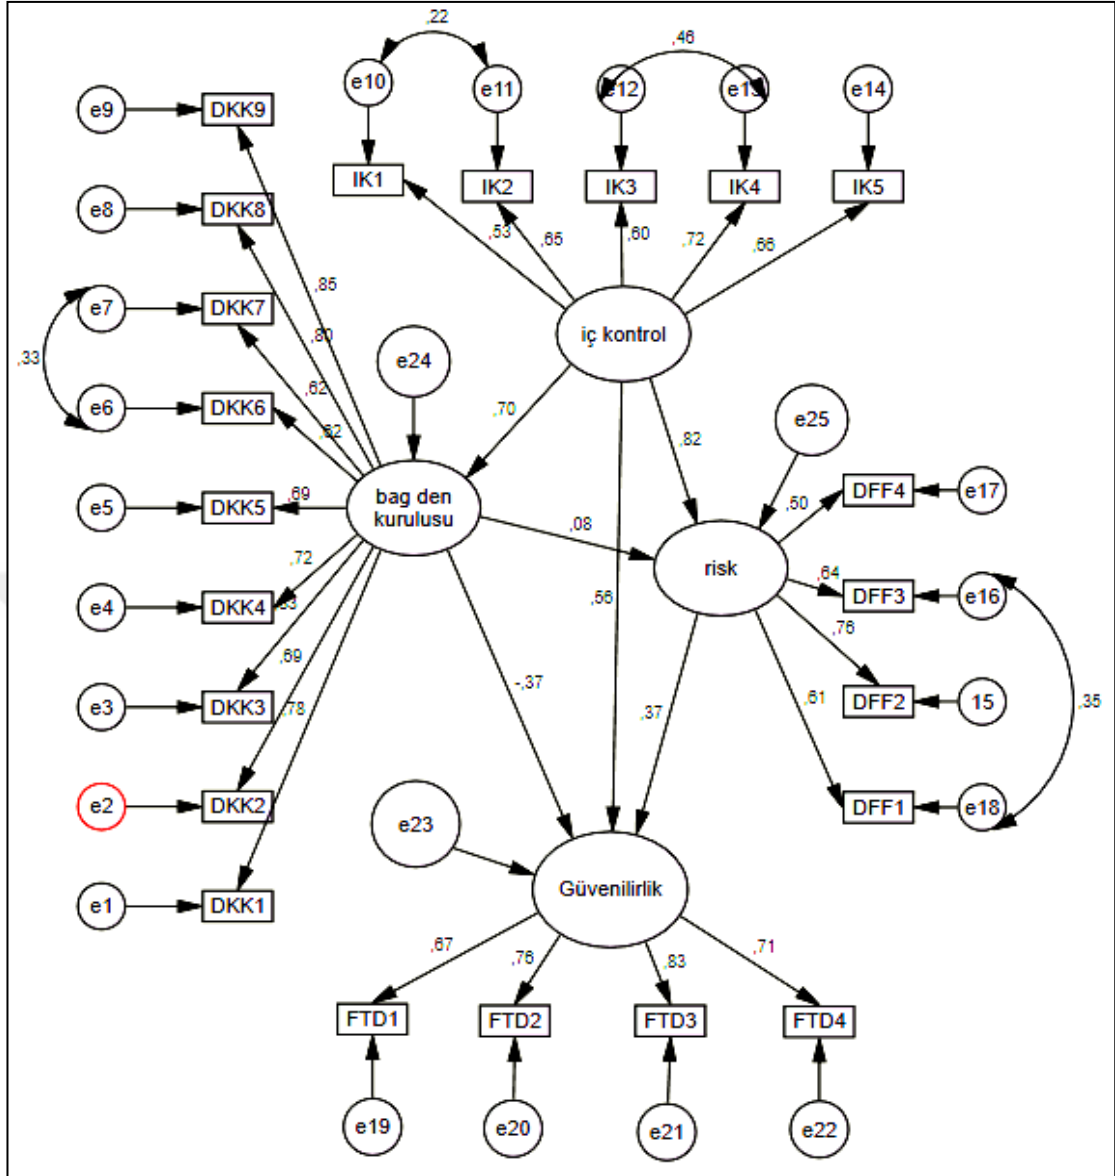 ,22
,46
e10
e11
e12
e13
e14
e9
DKK9
IK1
IK2
IK3
IK4
IK5
e8
DKK8
,53
,65
,60
,72
,66
,85
e7
DKK7
,80
iç kontrol
,33
e24
,62
e6
DKK6
,62
,70
,82
e25
e5
DKK5
,69
bag den
kurulusu
DFF4
e17
,50
,08
,72
risk
e4
DKK4
,64
DFF3
e16
,56
,76
,69
e3
DKK3
,78
-,37
,37
,61
DFF2
15
,35
e2
DKK2
e23
DFF1
e18
e1
DKK1
Güvenilirlik
,67
,76
,83
,71
FTD1
FTD2
FTD3
FTD4
e19
e20
e21
e22